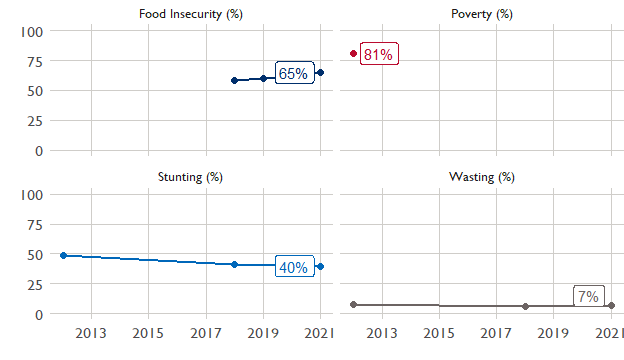 Food Insecurity (%)
Poverty (%)
100
75
50
25
0
65%
81%
Stunting (%)
Wasting (%)
100
75
50
25
0
40%
7%
2013 2015 2017 2019 2021
2013 2015 2017 2019 2021